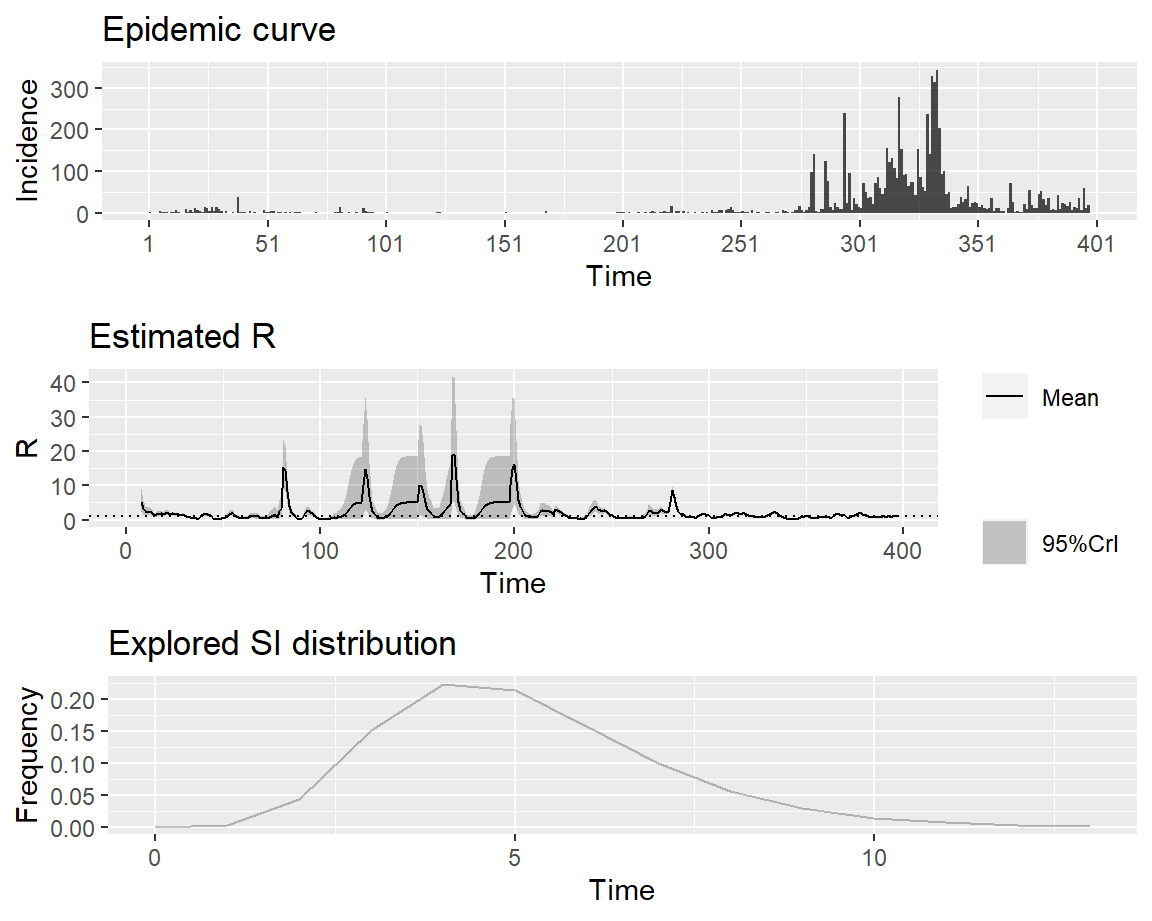 Epidemic curve
Incidence
300
200
100
0
1 51 101 151 201 251 301 351 401
Time
Estimated R
R
40
30
20
10
0
0 100 200 300 400
Time
Mean
95%CrI
Explored SI distribution
Frequency
0.20
0.15
0.10
0.05
0.00
0 5 10
Time